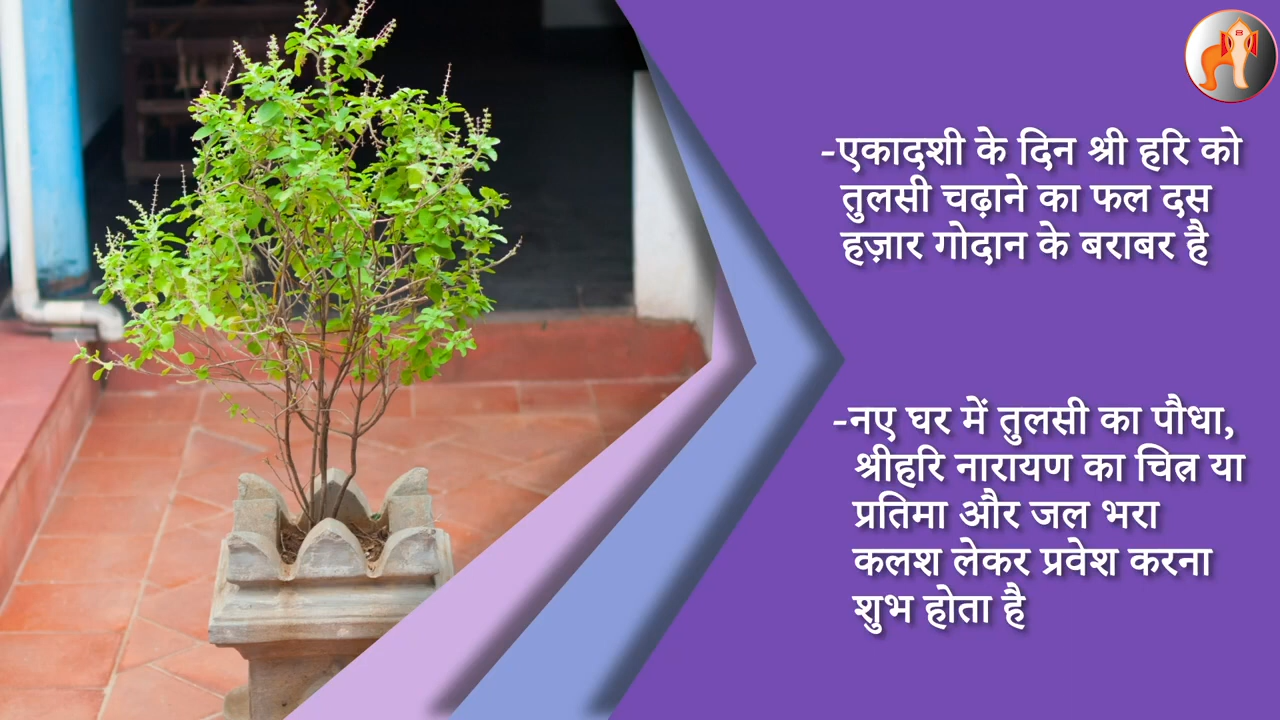 -एकादशी के दिन श्री हरि को
तुलसी चढ़ाने का फल दस
हज़ार गोदान के बराबर है
-नए घर में तुलसी का पौधा,
श्रीहरि नारायण का चित्र या
प्रतिमा और जल भरा
कलश लेकर प्रवेश करना
शुभ होता है